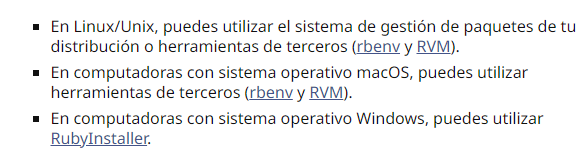 En Linux/Unix, puedes utilizar el sistema de gestión de paquetes de tu
distribución o herramientas de terceros (rbenv y RVM).
En computadoras con sistema operativo macOS, puedes utilizar
herramientas de terceros (rbenv y RVM).
En computadoras con sistema operativo Windows, puedes utilizar
RubyInstaller.